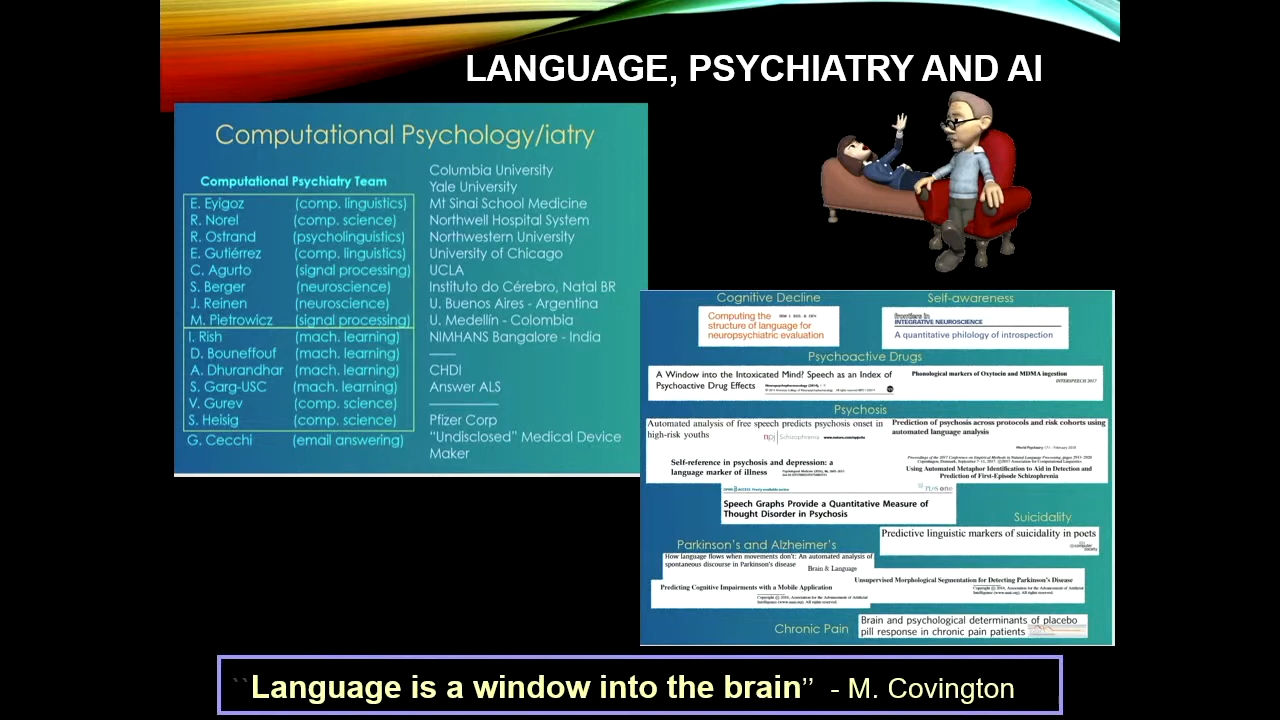 LANGUAGE, PSYCHIATRY AND AI
Computational Psychology/iatry
Computational Psychiatry Team
E. Eyigoz (comp. linguistics)
R. Norel (comp. science)
R. Ostrand (psycholinguistics)
E. Gutiérrez (comp. linguistics)
C. Agurto (signal processing)
S. Berger (neuroscience)
J. Reinen (neuroscience)
M. Pietrowicz (signal processing)
I. Rish (mach. learning)
D. Bouneffouf (mach. learning)
A. Dhurandhar (mach. learning)
S. Garg-USC (mach. learning)
V. Gurev (comp. science)
S. Heisig (comp. science)
G. Cecchi (email answering)
Columbia University
Yale University
Mt Sinai School Medicine
Northwell Hospital System
Northwestern University
University of Chicago
UCLA
Instituto do Cérebro, Natal BR
U. Buenos Aires - Argentina
U. Medellín - Colombia
NIMHANS Bangalore - India
CHDI
Answer ALS
Pfizer Corp
“Undisclosed” Medical Device
Maker
Cognitive Decline
Computing the
structure of language for
neuropsychiatric evaluation
Self-awareness
frontiers in
INTEGRATIVE NEUROSCIENCE
A quantitative philology of introspection
Psychoactive Drugs
A Window into the Intoxicated Mind? Speech as an Index of
Psychoactive Drug Effects
Phonological markers of Oxytocin and MDMA ingestion
INTERSPEECH 2017
Psychosis
Automated analysis of free speech predicts psychosis onset in
high-risk youths
npj Schizophrenia
Prediction of psychosis across protocols and risk cohorts using
automated language analysis
Self-reference in psychosis and depression: a
language marker of illness
Using Automated Metaphor Identification to Aid in Detection and
Prediction of First-Episode Schizophrenia
PLoS one
Speech Graphs Provide a Quantitative Measure of
Thought Disorder in Psychosis
Suicidality
Predictive linguistic markers of suicidality in poets
Parkinson’s and Alzheimer’s
How language flows when movements don’t: An automated analysis of
spontaneous discourse in Parkinson’s disease
Brain & Language
Predicting Cognitive Impairments with a Mobile Application
Unsupervised Morphological Segmentation for Detecting Parkinson’s Disease
Chronic Pain
Brain and psychological determinants of placebo
pill response in chronic pain patients
``Language is a window into the brain’’ - M. Covington